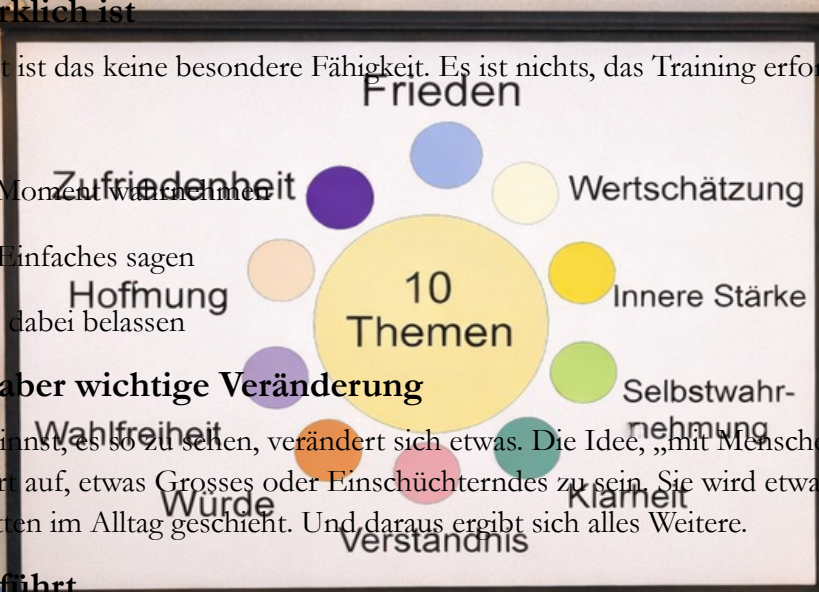 rklich ist
t ist das keine besondere Fähigkeit. Es ist nichts, das Training erfor
Frieden
Zufriedenheit
Moment wahrnehmen
Wertschätzung
Einfaches sagen
10
Themen
Hoffnung
Innere Stärke
dabei belassen
aber wichtige Veränderung
Selbstwahr-
nehmung
Wahlfreiheit
innst, es so zu sehen, verändert sich etwas. Die Idee, „mit Mensche
rt auf, etwas Grosses oder Einschüchterndes zu sein. Sie wird etwa
Würde
Klarheit
tten im Alltag geschieht. Und daraus ergibt sich alles Weitere.
Verständnis
führt